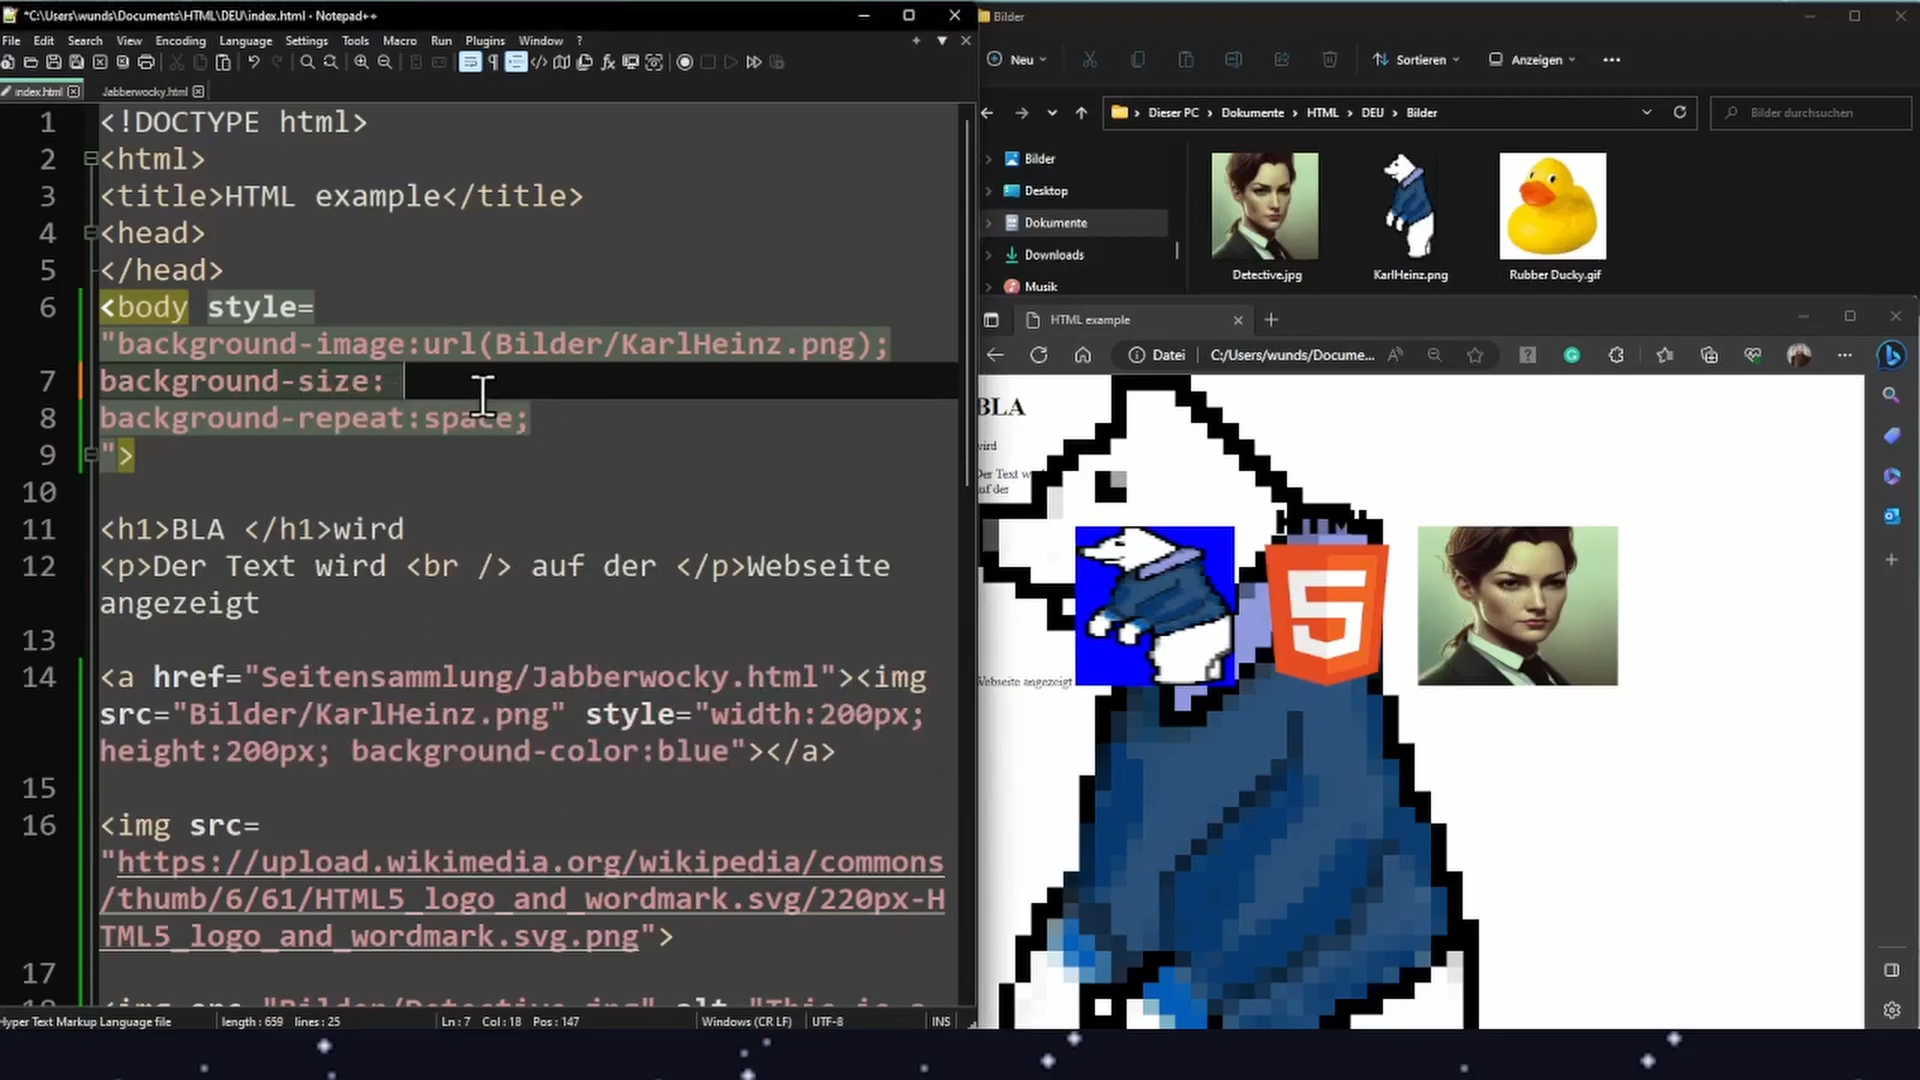 *C:\Users\wunds\Documents\HTML\DEU\index.html - Notepad++
File Edit Search View Encoding Language Settings Tools Macro Run Plugins Window ?
index.html Jabberwocky.html
1 <!DOCTYPE html>
2 <html>
3 <title>HTML example</title>
4 <head>
5 </head>
6 <body style=
"background-image:url(Bilder/KarlHeinz.png);
7 background-size:
8 background-repeat:space;
9 ">
10
11 <h1>BLA </h1>wird
12 <p>Der Text wird <br /> auf der </p>Webseite
angezeigt
13
14 <a href="Seitensammlung/Jabberwocky.html"><img
src="Bilder/KarlHeinz.png" style="width:200px;
height:200px; background-color:blue"></a>
15
16 <img src=
"https://upload.wikimedia.org/wikipedia/commons
/thumb/6/61/HTML5_logo_and_wordmark.svg/220px-H
TML5_logo_and_wordmark.svg.png">
17
Hyper Text Markup Language file length : 659 lines : 25 Ln : 7 Col : 18 Pos : 147 Windows (CR LF) UTF-8 INS
Bilder
Neu Sortieren Anzeigen
Dieser PC Dokumente HTML DEU Bilder Bilder durchsuchen
Bilder
Desktop
Dokumente
Downloads
Musik
Detective.jpg KarlHeinz.png Rubber Ducky.gif
HTML example
Datei C:/Users/wunds/Docume...
BLA
wird
Der Text
auf der
HTML
5
Webseite angezeigt